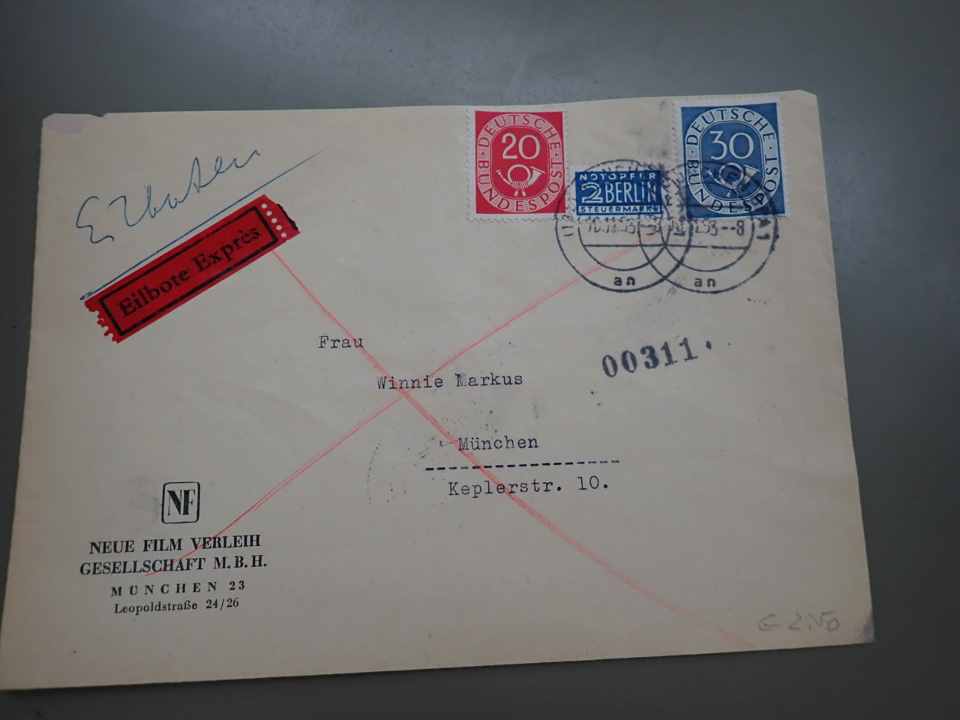 Eilboten
Eilbote Exprès
DEUTSCHE
20
BUNDESPOST
NOTOPFER
2 BERLIN
STEUERMARKE
DEUTSCHE
30
BUNDESPOST
an
an
Frau
Winnie Markus
München
Keplerstr. 10.
00311
NF
NEUE FILM VERLEIH
GESELLSCHAFT M.B.H.
MÜNCHEN 23
Leopoldstraße 24/26